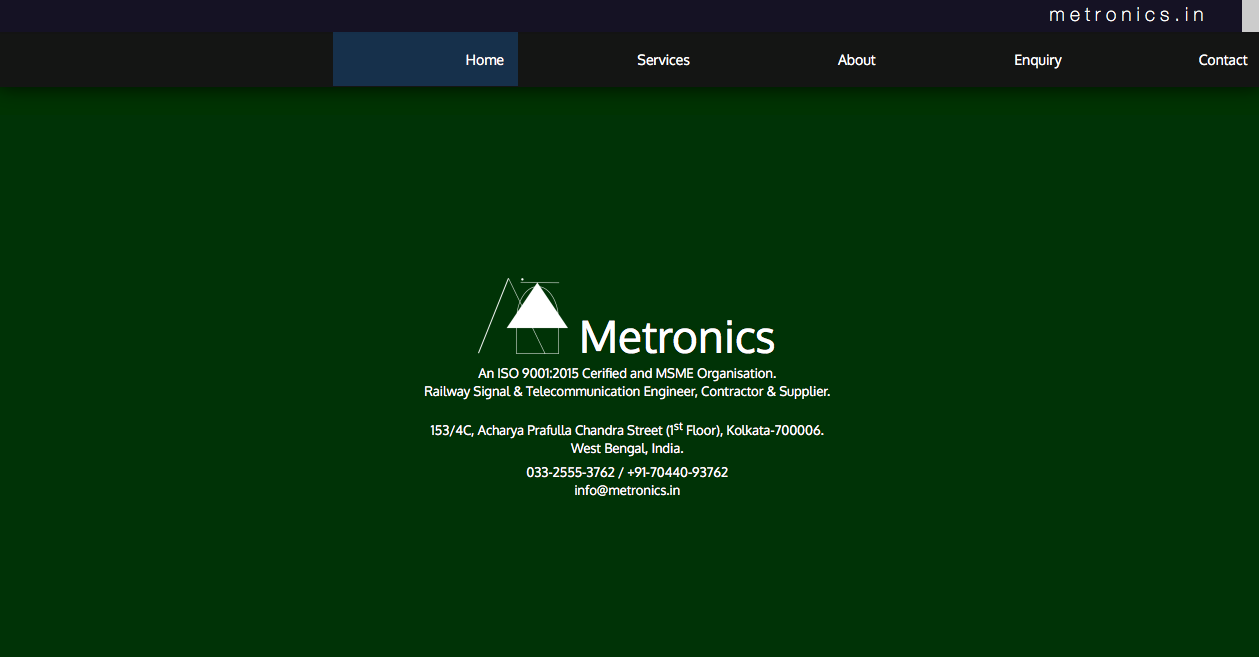 metronics.in
Home Services About Enquiry Contact
Metronics
An ISO 9001:2015 Cerified and MSME Organisation.
Railway Signal & Telecommunication Engineer, Contractor & Supplier.
153/4C, Acharya Prafulla Chandra Street (1st Floor), Kolkata-700006.
West Bengal, India.
033-2555-3762 / +91-70440-93762
info@metronics.in